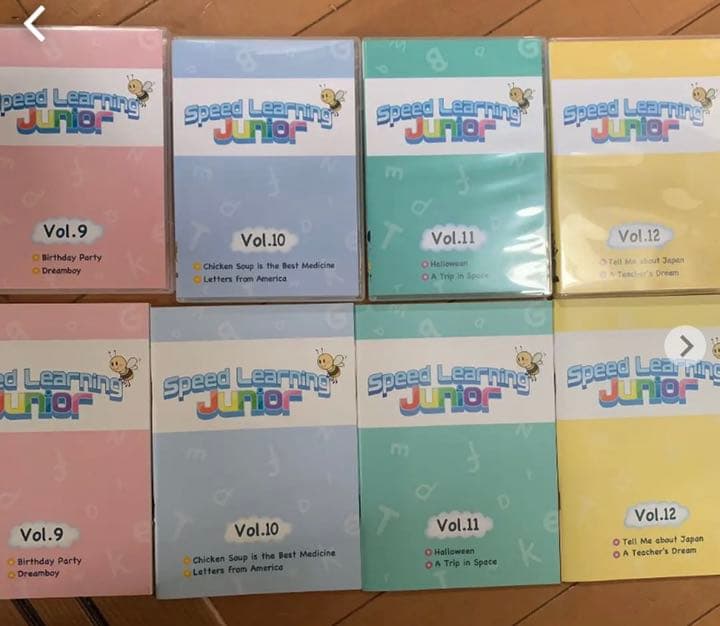 Speed Learning
Junior
Vol.9
Birthday Party
Dreamboy
Speed Learning
Junior
Vol.10
Chicken Soup is the Best Medicine
Letters from America
Speed Learning
Junior
Vol.11
Halloween
A Trip in Space
Speed Learning
Junior
Vol.12
Tell Me about Japan
A Teacher's Dream
ed Learning
Junior
Vol.9
Birthday Party
Dreamboy
Speed Learning
Junior
Vol.10
Chicken Soup is the Best Medicine
Letters from America
Speed Learning
Junior
Vol.11
Halloween
A Trip in Space
Speed Learning
Junior
Vol.12
Tell Me about Japan
A Teacher's Dream